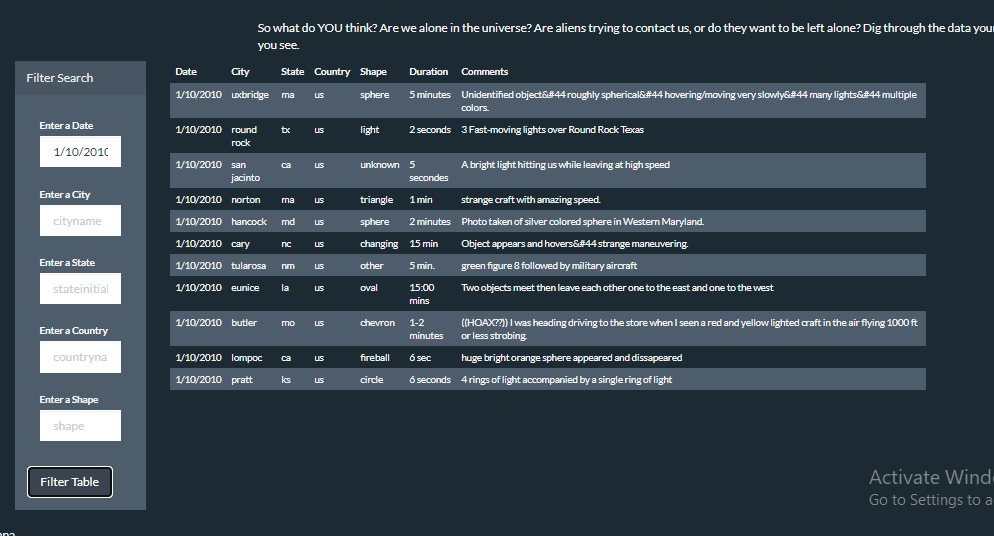 So what do YOU think? Are we alone in the universe? Are aliens trying to contact us, or do they want to be left alone? Dig through the data
you see.
Filter Search
Enter a Date
1/10/2010
Enter a City
cityname
Enter a State
stateinitial
Enter a Country
countryna
Enter a Shape
shape
Filter Table
Date City State Country Shape Duration Comments
1/10/2010 uxbridge ma us sphere 5 minutes Unidentified object&#44 roughly spherical&#44 hovering/moving very slowly&#44 many lights&#44 multiple
colors.
1/10/2010 round tx us light 2 seconds 3 Fast-moving lights over Round Rock Texas
rock
1/10/2010 san ca us unknown 5 A bright light hitting us while leaving at high speed
jacinto secondes
1/10/2010 norton ma us triangle 1 min strange craft with amazing speed.
1/10/2010 hancock md us sphere 2 minutes Photo taken of silver colored sphere in Western Maryland.
1/10/2010 cary nc us changing 15 min Object appears and hovers&#44 strange maneuvering.
1/10/2010 tularosa nm us other 5 min. green figure 8 followed by military aircraft
1/10/2010 eunice la us oval 15:00 Two objects meet then leave each other one to the east and one to the west
mins
1/10/2010 butler mo us chevron 1-2 ((HOAX??)) I was heading driving to the store when I seen a red and yellow lighted craft in the air flying 1000 ft
minutes or less strobing.
1/10/2010 lompoc ca us fireball 6 sec huge bright orange sphere appeared and dissapeared
1/10/2010 pratt ks us circle 6 seconds 4 rings of light accompanied by a single ring of light
Activate Wind
Go to Settings to a